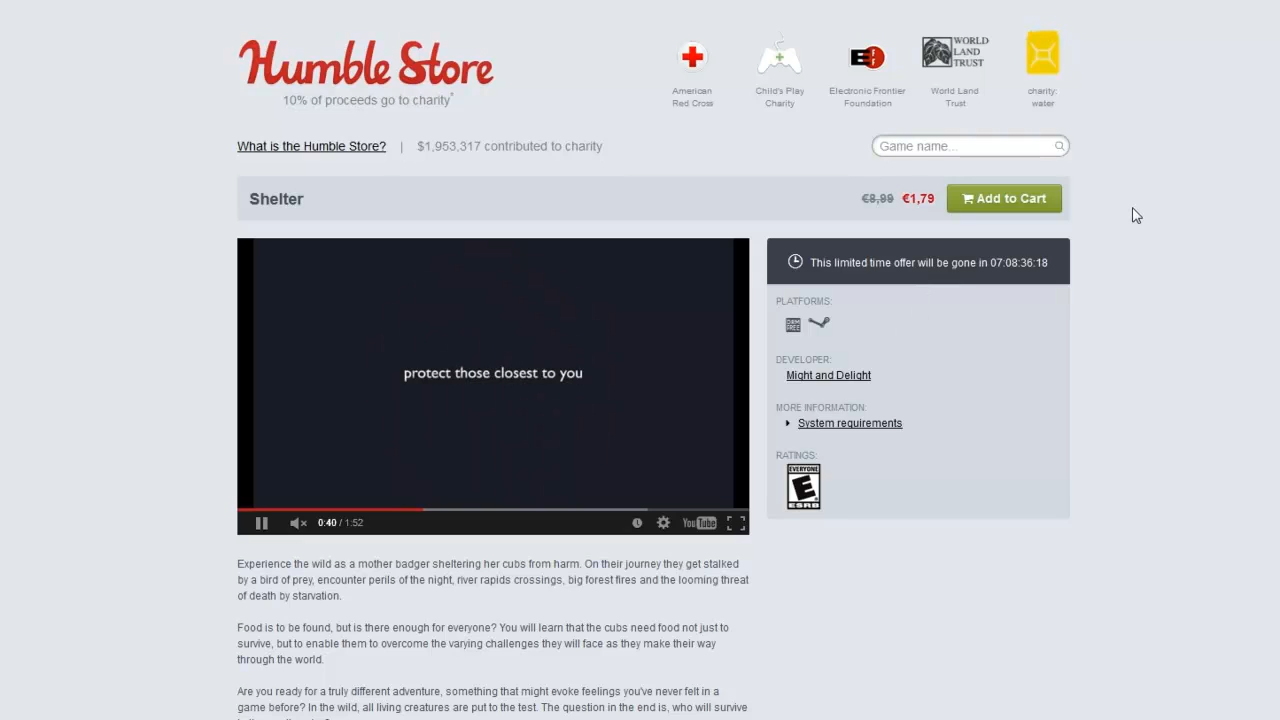 Humble Store
10% of proceeds go to charity*
American
Red Cross
Child's Play
Charity
EFF
Electronic Frontier
Foundation
WORLD
LAND
TRUST
World Land
Trust
charity:
water
What is the Humble Store? | $1,953,317 contributed to charity
Game name...
Shelter
€8,99 €1,79 Add to Cart
protect those closest to you
0:40 / 1:52
YouTube
This limited time offer will be gone in 07:08:36:18
PLATFORMS:
DRM FREE
DEVELOPER:
Might and Delight
MORE INFORMATION:
System requirements
RATINGS:
EVERYONE
E
ESRB
Experience the wild as a mother badger sheltering her cubs from harm. On their journey they get stalked
by a bird of prey, encounter perils of the night, river rapids crossings, big forest fires and the looming threat
of death by starvation.
Food is to be found, but is there enough for everyone? You will learn that the cubs need food not just to
survive, but to enable them to overcome the varying challenges they will face as they make their way
through the world.
Are you ready for a truly different adventure, something that might evoke feelings you've never felt in a
game before? In the wild, all living creatures are put to the test. The question in the end is, who will survive